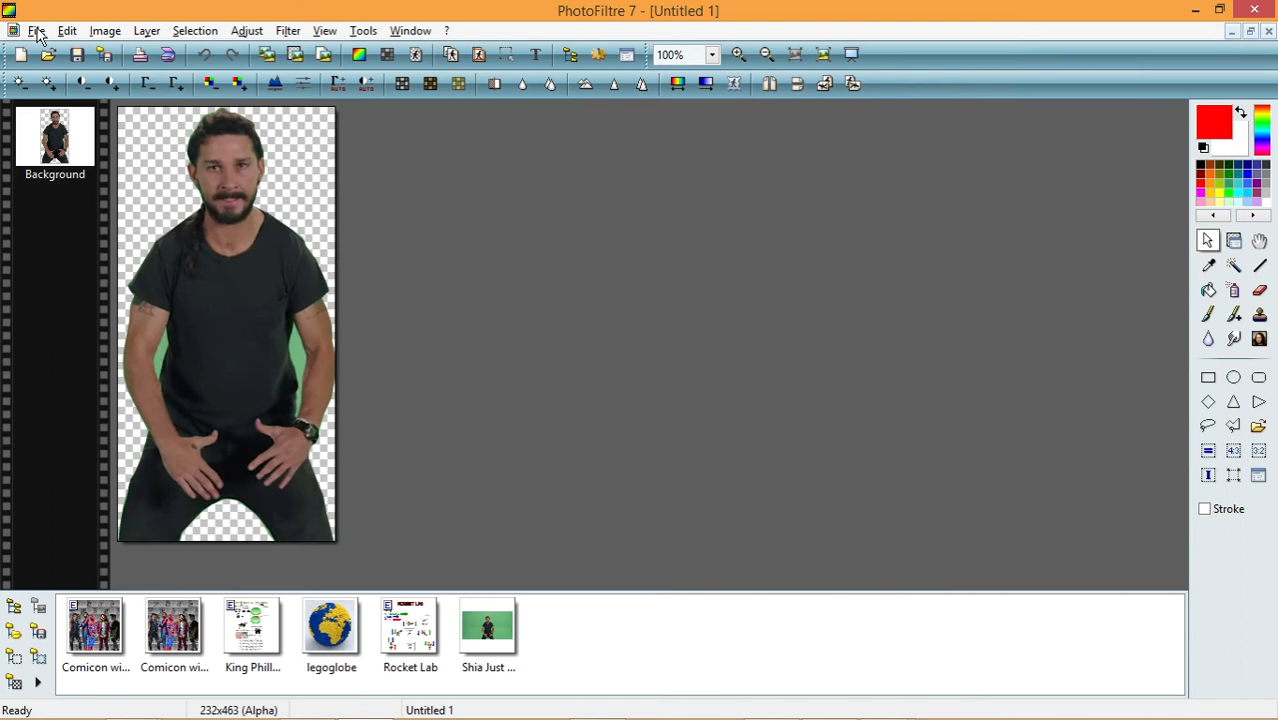 PhotoFiltre 7 - [Untitled 1]
File Edit Image Layer Selection Adjust Filter View Tools Window ?
100%
Background
Stroke
Comicon wi... Comicon wi... King Phill... legoglobe Rocket Lab Shia Just ...
Ready 232x463 (Alpha) Untitled 1